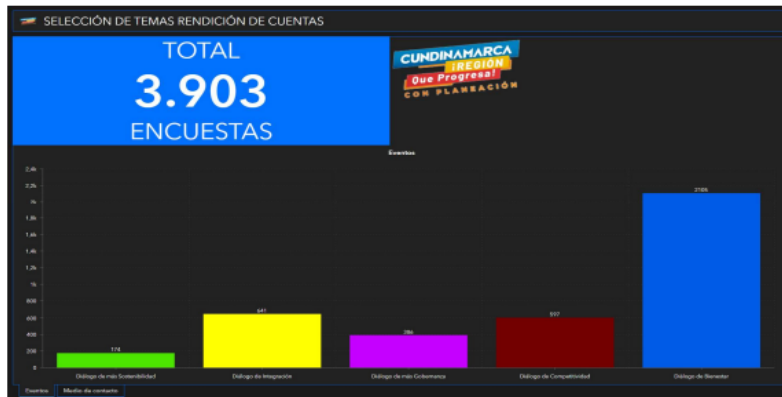 SELECCIÓN DE TEMAS RENDICIÓN DE CUENTAS
TOTAL
3.903
ENCUESTAS
CUNDINAMARCA
¡REGIÓN
Que Progresa!
CON PLANEACIÓN
Eventos
2,4k
2,2k
2k
1,8k
1,6k
1,4k
1,2k
1k
800
600
400
200
0
174
641
386
597
2105
Diálogo de más Sostenibilidad
Diálogo de Integración
Diálogo de más Gobernanza
Diálogo de Competitividad
Diálogo de Bienestar
Eventos
Medio de contacto